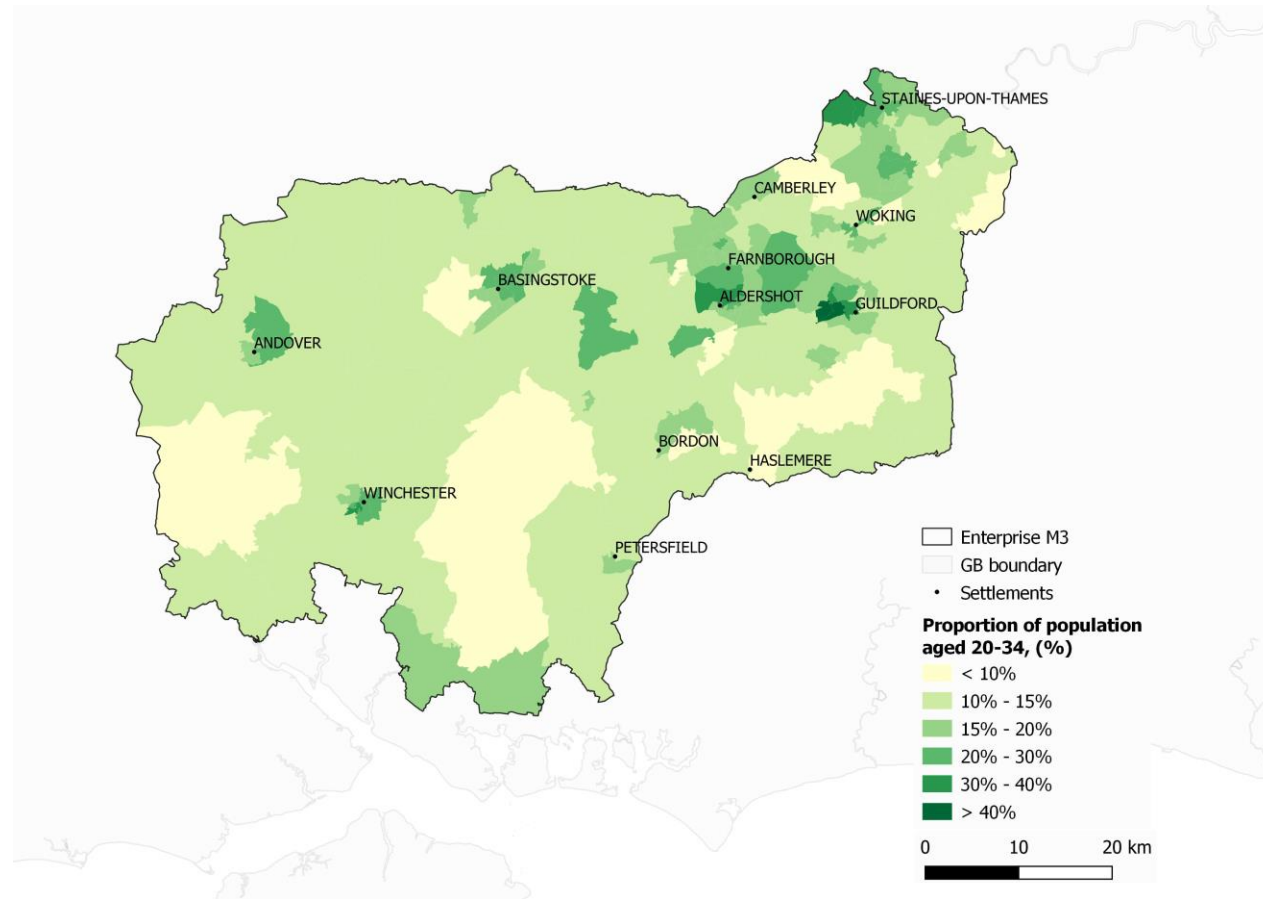 STAINES-UPON-THAMES
CAMBERLEY
WOKING
FARNBOROUGH
BASINGSTOKE
ALDERSHOT
GUILDFORD
ANDOVER
BORDON
HASLEMERE
WINCHESTER
PETERSFIELD
Enterprise M3
GB boundary
Settlements
Proportion of population
aged 20-34, (%)
< 10%
10% - 15%
15% - 20%
20% - 30%
30% - 40%
> 40%
0 10 20 km